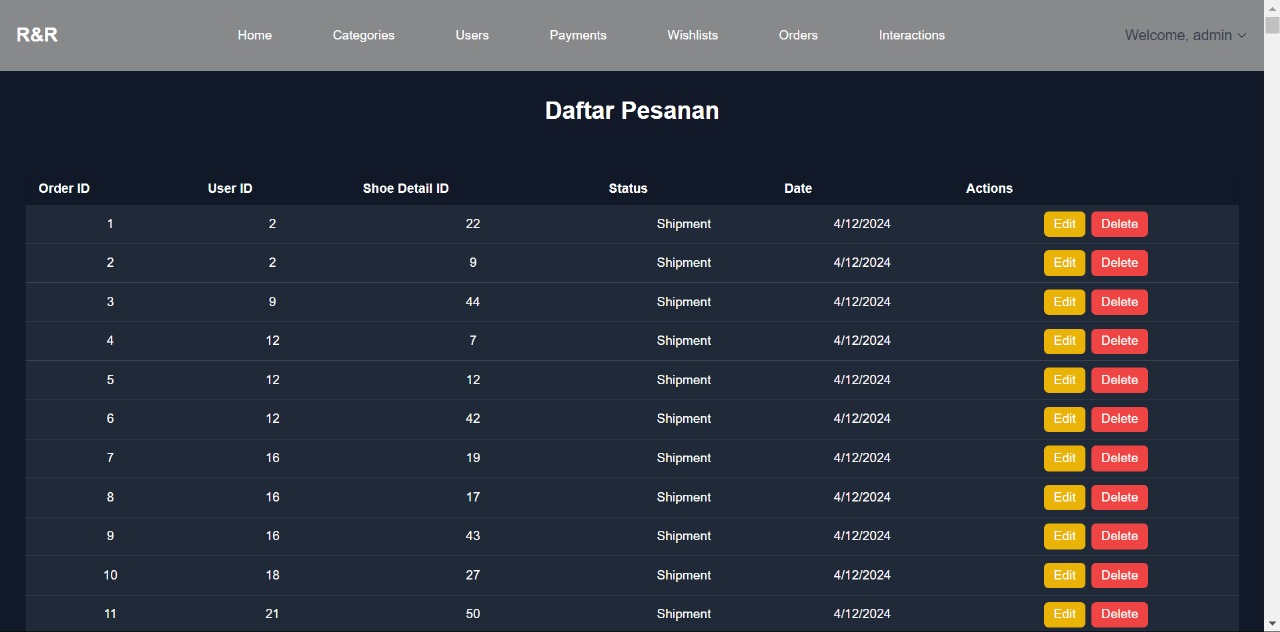 R&R Home Categories Users Payments Wishlists Orders Interactions Welcome, admin
Daftar Pesanan
Order ID User ID Shoe Detail ID Status Date Actions
1 2 22 Shipment 4/12/2024 Edit Delete
2 2 9 Shipment 4/12/2024 Edit Delete
3 9 44 Shipment 4/12/2024 Edit Delete
4 12 7 Shipment 4/12/2024 Edit Delete
5 12 12 Shipment 4/12/2024 Edit Delete
6 12 42 Shipment 4/12/2024 Edit Delete
7 16 19 Shipment 4/12/2024 Edit Delete
8 16 17 Shipment 4/12/2024 Edit Delete
9 16 43 Shipment 4/12/2024 Edit Delete
10 18 27 Shipment 4/12/2024 Edit Delete
11 21 50 Shipment 4/12/2024 Edit Delete